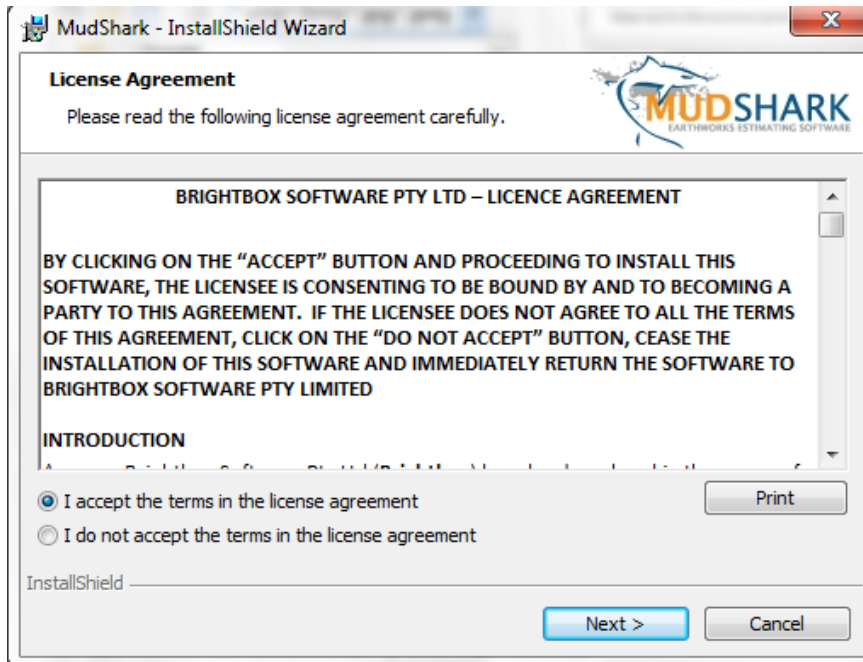 MudShark - InstallShield Wizard
License Agreement
Please read the following license agreement carefully.
MUDSHARK
EARTHWORKS ESTIMATING SOFTWARE
BRIGHTBOX SOFTWARE PTY LTD – LICENCE AGREEMENT
BY CLICKING ON THE “ACCEPT” BUTTON AND PROCEEDING TO INSTALL THIS
SOFTWARE, THE LICENSEE IS CONSENTING TO BE BOUND BY AND TO BECOMING A
PARTY TO THIS AGREEMENT.  IF THE LICENSEE DOES NOT AGREE TO ALL THE TERMS
OF THIS AGREEMENT, CLICK ON THE “DO NOT ACCEPT” BUTTON, CEASE THE
INSTALLATION OF THIS SOFTWARE AND IMMEDIATELY RETURN THE SOFTWARE TO
BRIGHTBOX SOFTWARE PTY LIMITED
INTRODUCTION
I accept the terms in the license agreement
Print
I do not accept the terms in the license agreement
InstallShield
Next >
Cancel